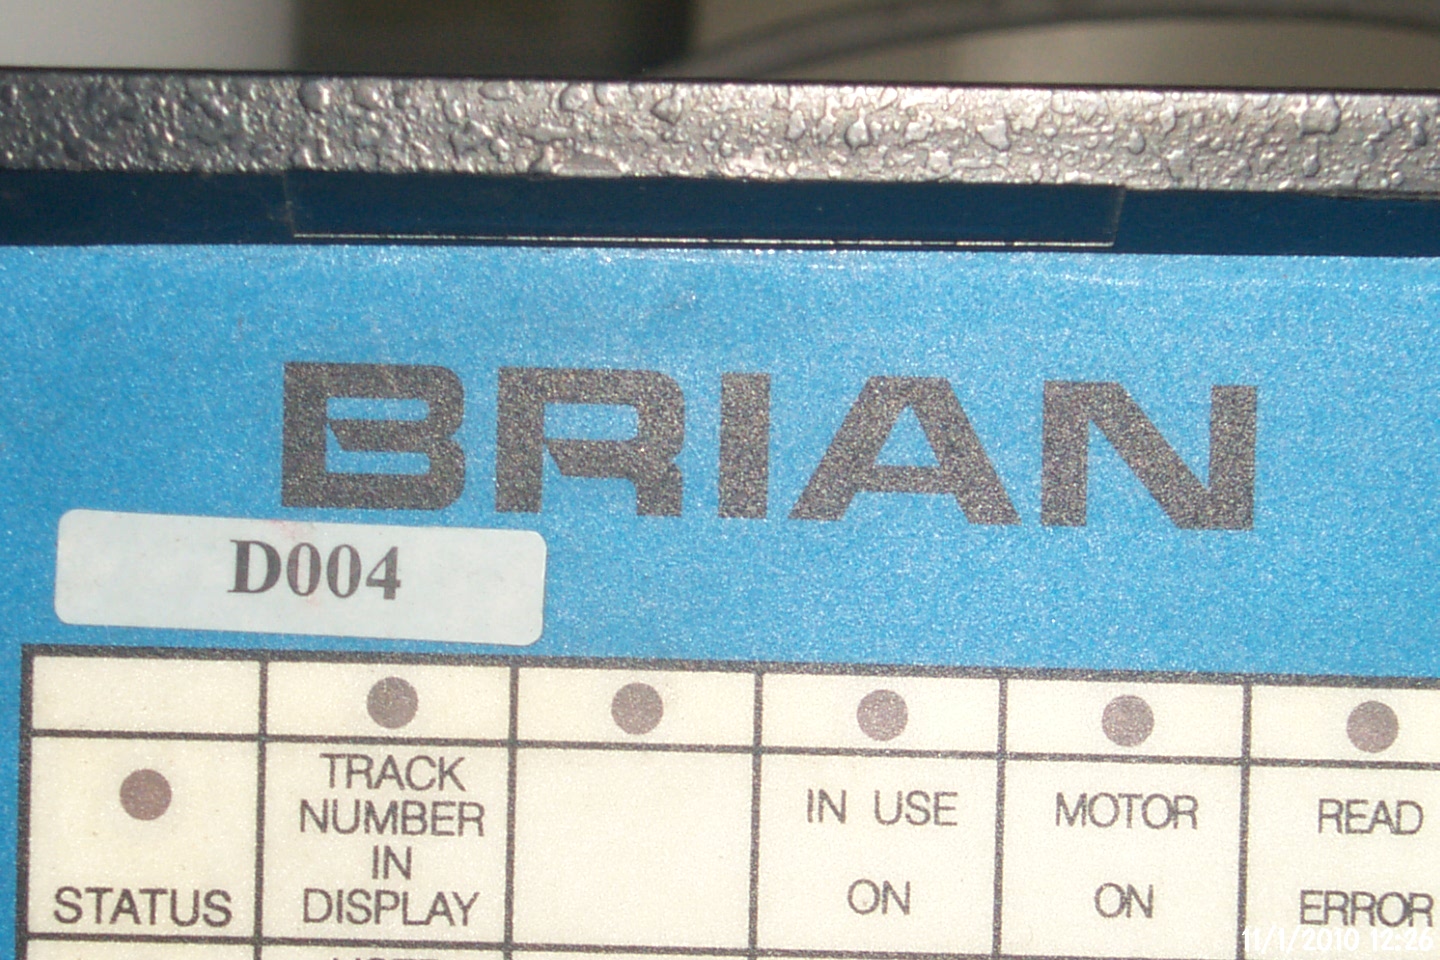 BRIAN
D004
STATUS
TRACK
NUMBER
IN
DISPLAY
IN USE
ON
MOTOR
ON
READ
ERROR
11/1/2010 12:26